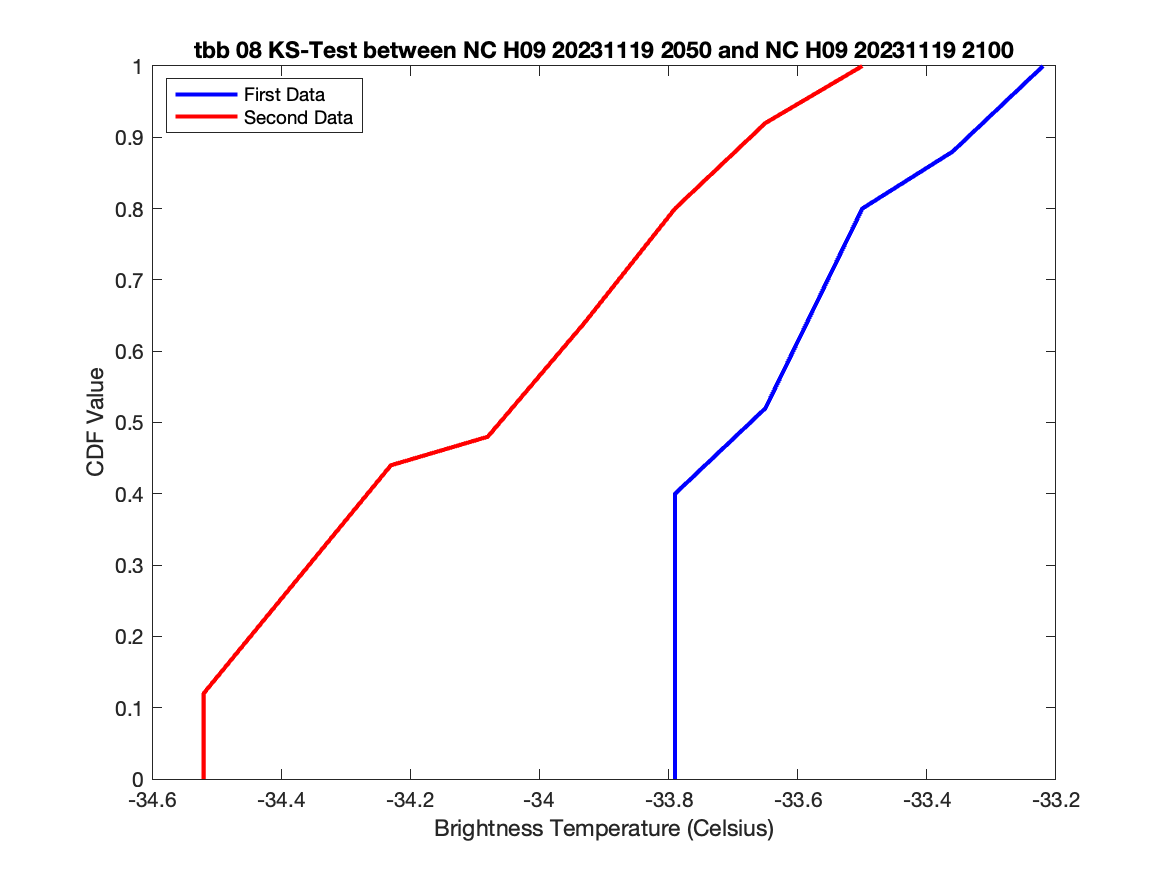 tbb 08 KS-Test between NC H09 20231119 2050 and NC H09 20231119 2100
First Data
Second Data
1
0.9
0.8
0.7
0.6
0.5
0.4
0.3
0.2
0.1
0
CDF Value
-34.6 -34.4 -34.2 -34 -33.8 -33.6 -33.4 -33.2
Brightness Temperature (Celsius)